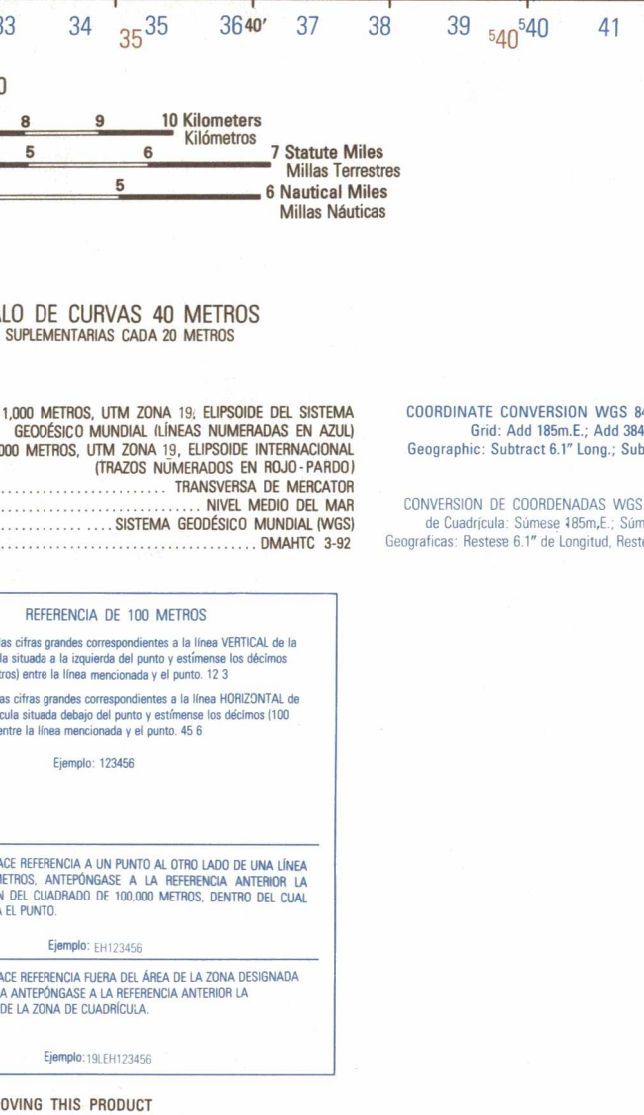 33 34 35 35 36 40′ 37 38 39 540 540 41
0
8 9 10 Kilometers
Kilómetros
5 6 7 Statute Miles
Millas Terrestres
5 6 Nautical Miles
Millas Náuticas
LO DE CURVAS 40 METROS
SUPLEMENTARIAS CADA 20 METROS
1,000 METROS, UTM ZONA 19, ELIPSOIDE DEL SISTEMA
GEODÉSICO MUNDIAL (LÍNEAS NUMERADAS EN AZUL)
000 METROS, UTM ZONA 19, ELIPSOIDE INTERNACIONAL
(TRAZOS NUMERADOS EN ROJO-PARDO)
TRANSVERSA DE MERCATOR
NIVEL MEDIO DEL MAR
SISTEMA GEODÉSICO MUNDIAL (WGS)
DMAHTC 3-92
COORDINATE CONVERSION WGS 84
Grid: Add 185m.E.; Add 384
Geographic: Subtract 6.1″ Long.; Sub
CONVERSION DE COORDENADAS WGS
de Cuadrícula: Súmese 185m,E.; Súm
Geograficas: Restese 6.1″ de Longitud, Reste
REFERENCIA DE 100 METROS
las cifras grandes correspondientes a la línea VERTICAL de la
la situada a la izquierda del punto y estímense los décimos
tros) entre la línea mencionada y el punto. 12 3
as cifras grandes correspondientes a la línea HORIZONTAL de
cula situada debajo del punto y estímense los décimos (100
entre la línea mencionada y el punto. 45 6
Ejemplo: 123456
ACE REFERENCIA A UN PUNTO AL OTRO LADO DE UNA LÍNEA
METROS, ANTEPÓNGASE A LA REFERENCIA ANTERIOR LA
N DEL CUADRADO DE 100,000 METROS, DENTRO DEL CUAL
A EL PUNTO.
Ejemplo: EH123456
ACE REFERENCIA FUERA DEL ÁREA DE LA ZONA DESIGNADA
A ANTEPÓNGASE A LA REFERENCIA ANTERIOR LA
DE LA ZONA DE CUADRÍCULA.
Ejemplo: 19LEH123456
OVING THIS PRODUCT